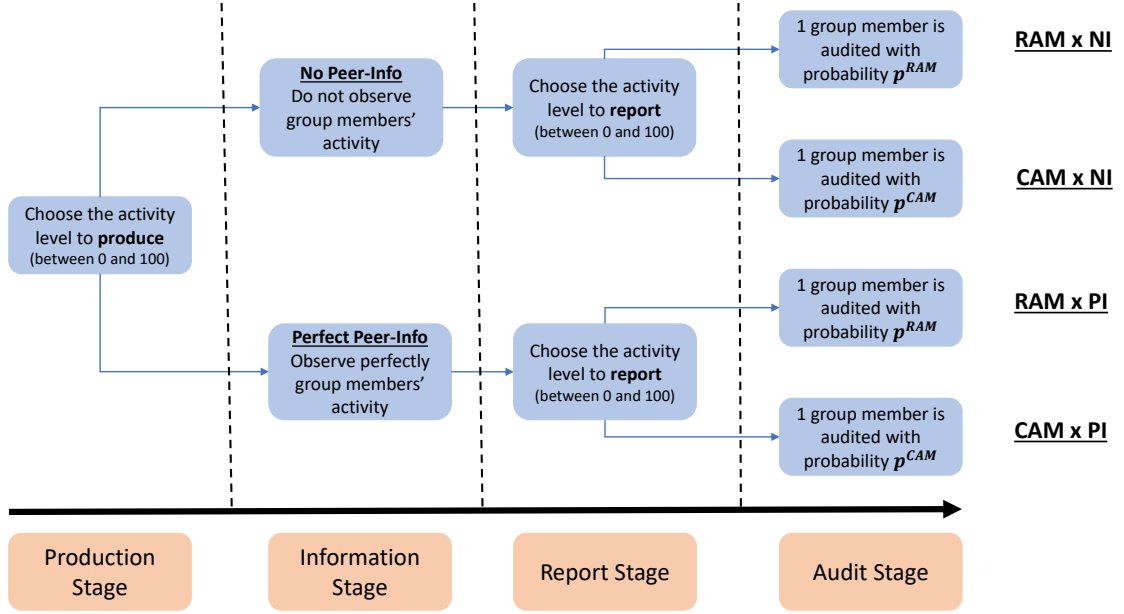 Choose the activity
level to produce
(between 0 and 100)
No Peer-Info
Do not observe
group members’
activity
Perfect Peer-Info
Observe perfectly
group members’
activity
Choose the activity
level to report
(between 0 and 100)
Choose the activity
level to report
(between 0 and 100)
1 group member is
audited with
probability p^RAM
RAM x NI
1 group member is
audited with
probability p^CAM
CAM x NI
1 group member is
audited with
probability p^RAM
RAM x PI
1 group member is
audited with
probability p^CAM
CAM x PI
Production
Stage
Information
Stage
Report Stage
Audit Stage